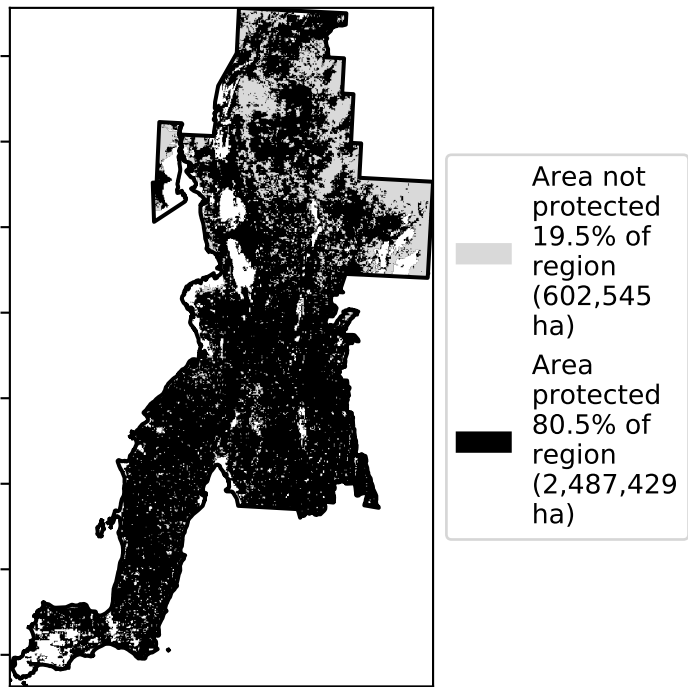 Area not
protected
19.5% of
region
(602,545
ha)
Area
protected
80.5% of
region
(2,487,429
ha)